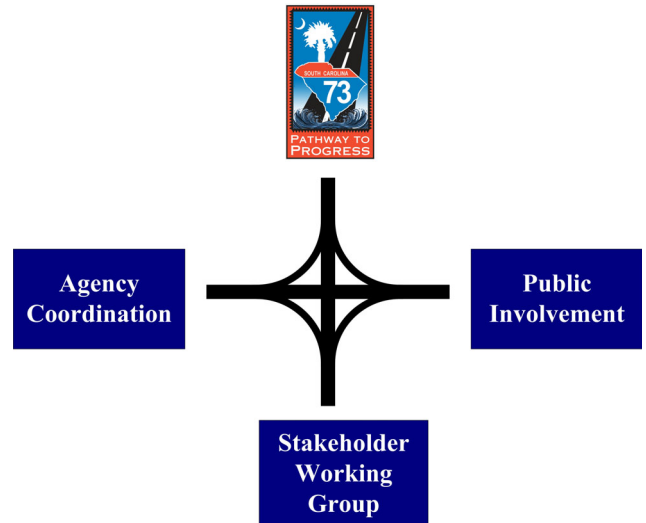 SOUTH CAROLINA
73
PATHWAY TO
PROGRESS
Agency
Coordination
Public
Involvement
Stakeholder
Working
Group